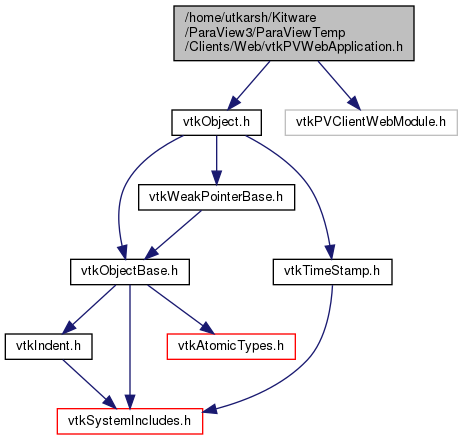 /home/utkarsh/Kitware
/ParaView3/ParaViewTemp
/Clients/Web/vtkPVWebApplication.h
vtkObject.h
vtkPVClientWebModule.h
vtkWeakPointerBase.h
vtkObjectBase.h
vtkTimeStamp.h
vtkIndent.h
vtkAtomicTypes.h
vtkSystemIncludes.h